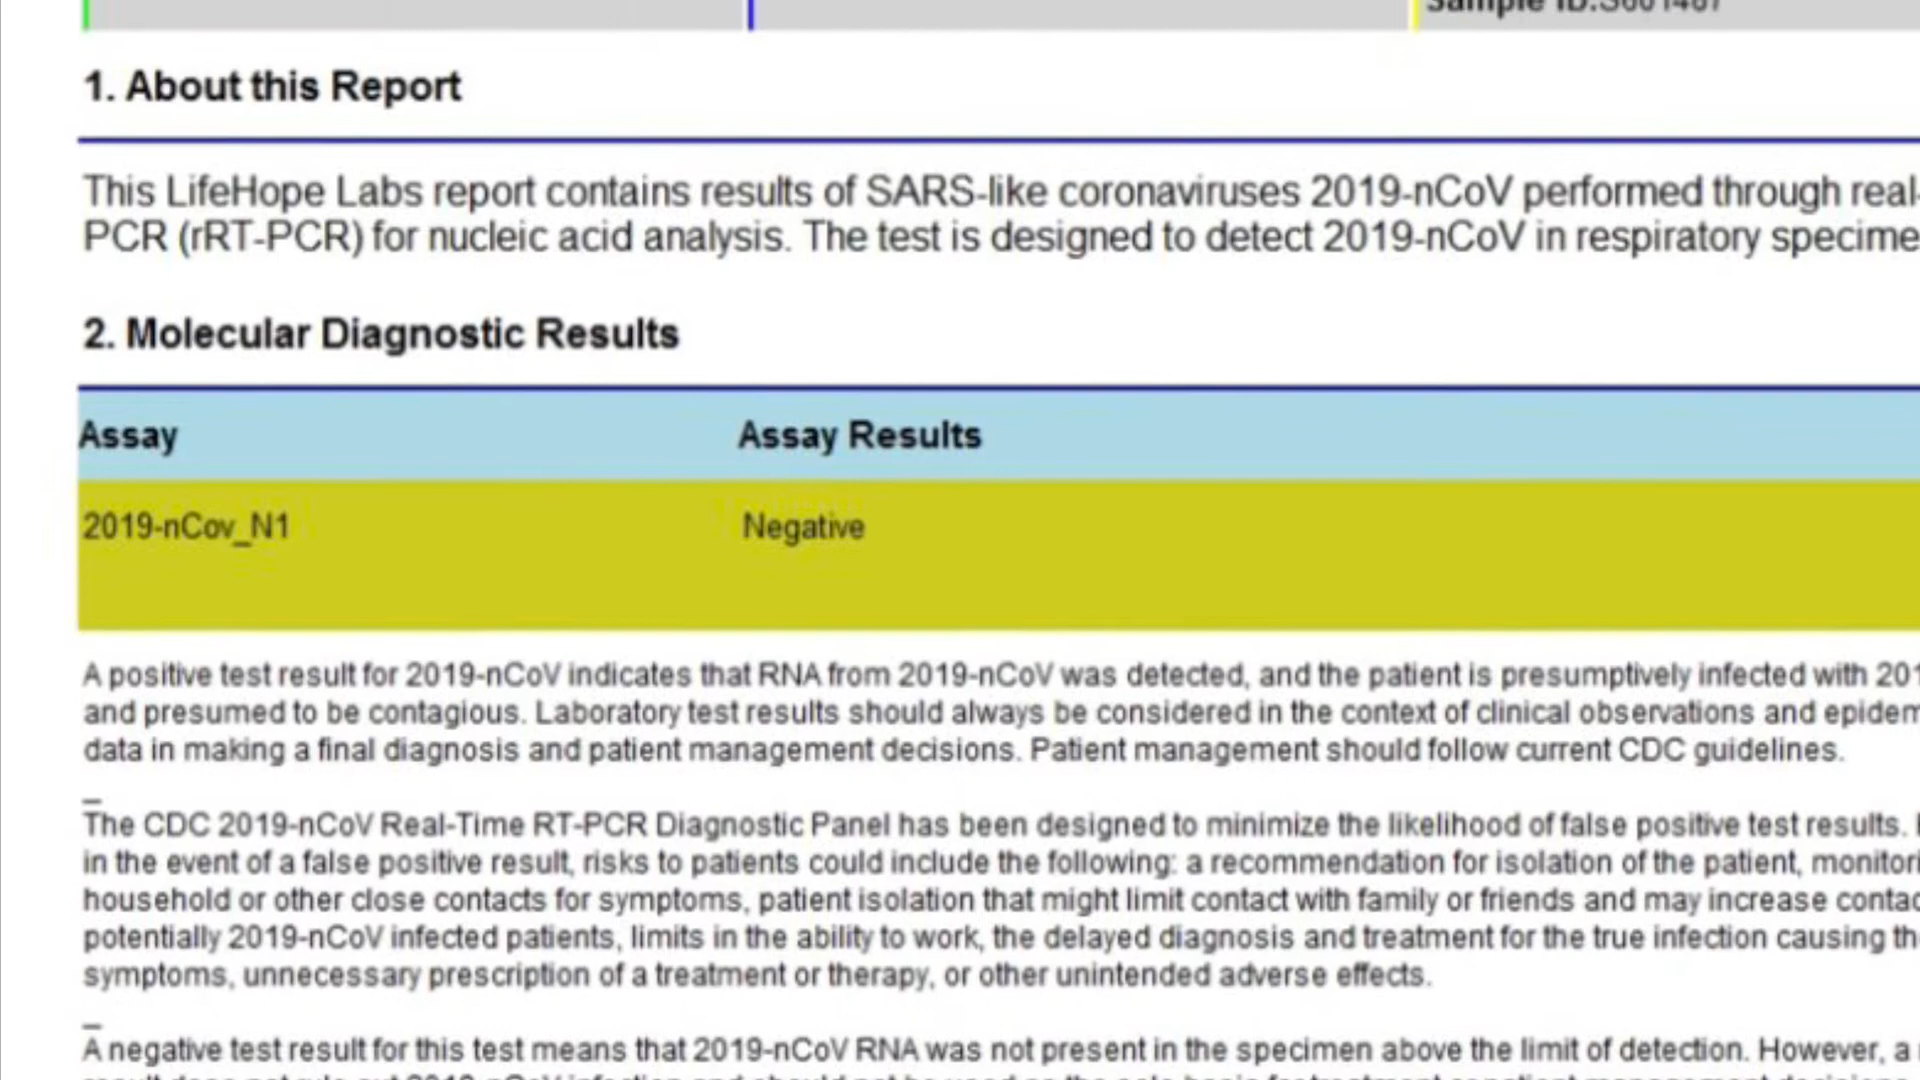 Sample ID:S001467
1. About this Report
This LifeHope Labs report contains results of SARS-like coronaviruses 2019-nCoV performed through real-
PCR (rRT-PCR) for nucleic acid analysis. The test is designed to detect 2019-nCoV in respiratory specime
2. Molecular Diagnostic Results
Assay Assay Results
2019-nCov_N1 Negative
A positive test result for 2019-nCoV indicates that RNA from 2019-nCoV was detected, and the patient is presumptively infected with 201
and presumed to be contagious. Laboratory test results should always be considered in the context of clinical observations and epidem
data in making a final diagnosis and patient management decisions. Patient management should follow current CDC guidelines.
_
The CDC 2019-nCoV Real-Time RT-PCR Diagnostic Panel has been designed to minimize the likelihood of false positive test results.
in the event of a false positive result, risks to patients could include the following: a recommendation for isolation of the patient, monitori
household or other close contacts for symptoms, patient isolation that might limit contact with family or friends and may increase contac
potentially 2019-nCoV infected patients, limits in the ability to work, the delayed diagnosis and treatment for the true infection causing th
symptoms, unnecessary prescription of a treatment or therapy, or other unintended adverse effects.
_
A negative test result for this test means that 2019-nCoV RNA was not present in the specimen above the limit of detection. However, a